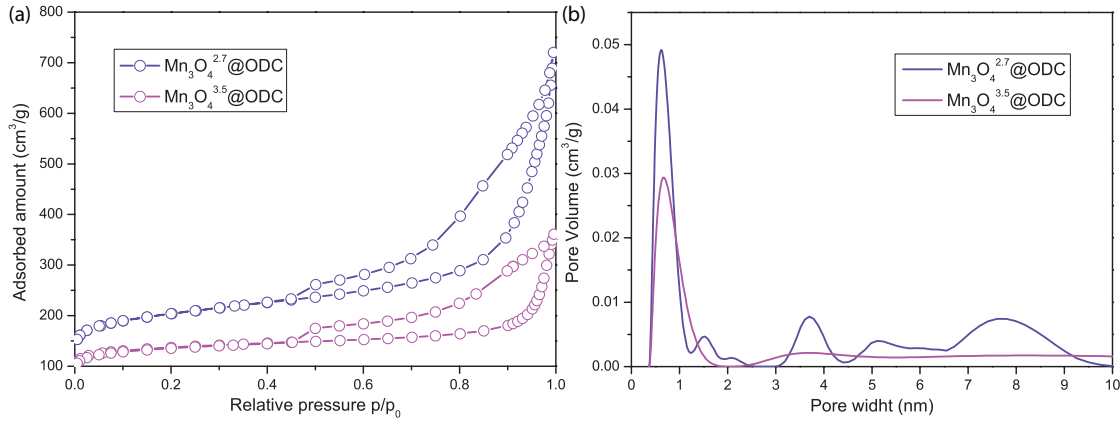 (a)
800
700
600
500
400
300
200
100
Adsorbed amount (cm³/g)
Mn₃O₄²·⁷@ODC
Mn₃O₄³·⁵@ODC
0.0 0.2 0.4 0.6 0.8 1.0
Relative pressure p/p₀
(b)
0.05
0.04
0.03
0.02
0.01
0.00
Pore Volume (cm³/g)
Mn₃O₄²·⁷@ODC
Mn₃O₄³·⁵@ODC
0 1 2 3 4 5 6 7 8 9 10
Pore widht (nm)